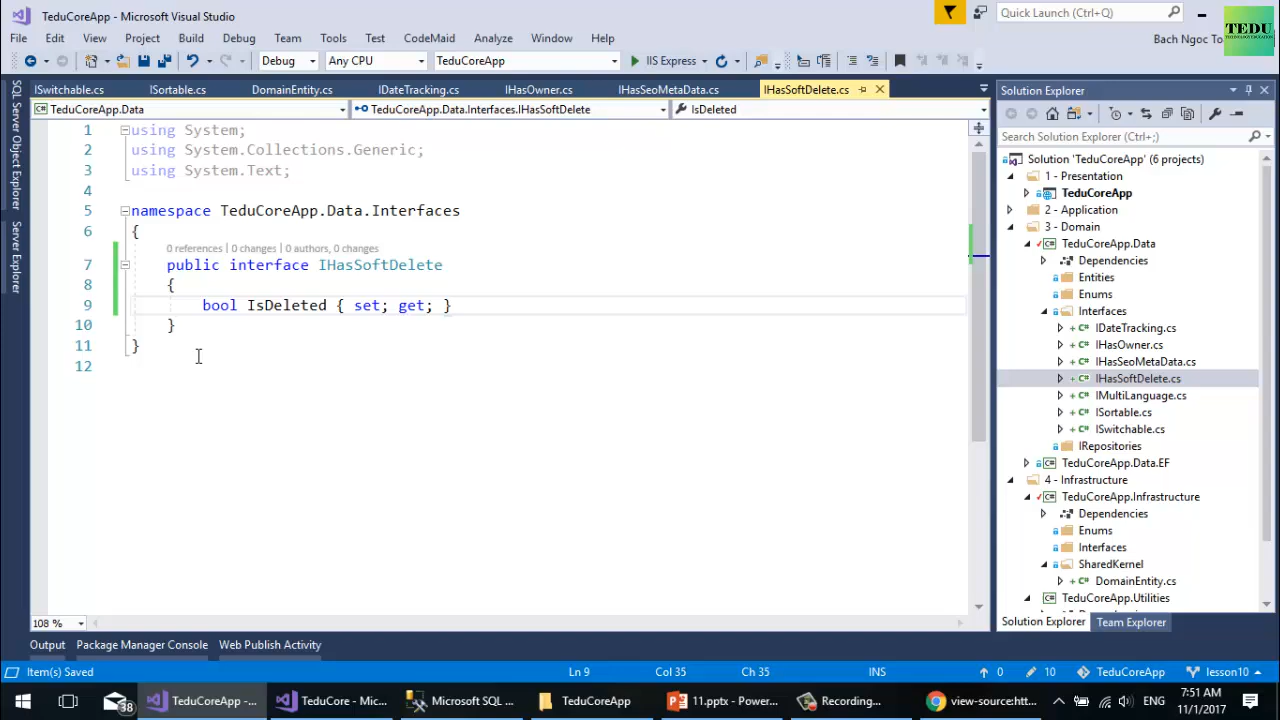 TeduCoreApp - Microsoft Visual Studio
Quick Launch (Ctrl+Q)
TEDU
File Edit View Project Build Debug Team Tools Test CodeMaid Analyze Window Help
Bach Ngoc To
Debug Any CPU TeduCoreApp IIS Express
ISwitchable.cs ISortable.cs DomainEntity.cs IDateTracking.cs IHasOwner.cs IHasSeoMetaData.cs IHasSoftDelete.cs
TeduCoreApp.Data TeduCoreApp.Data.Interfaces.IHasSoftDelete IsDeleted
SQL Server Object Explorer
Server Explorer
1 using System;
2 using System.Collections.Generic;
3 using System.Text;
4
5 namespace TeduCoreApp.Data.Interfaces
6 {
0 references | 0 changes | 0 authors, 0 changes
7 public interface IHasSoftDelete
8 {
9 bool IsDeleted { set; get; }
10 }
11 }
12
108 %
Solution Explorer
Search Solution Explorer (Ctrl+;)
Solution 'TeduCoreApp' (6 projects)
1 - Presentation
TeduCoreApp
2 - Application
3 - Domain
TeduCoreApp.Data
Dependencies
Entities
Enums
Interfaces
IDateTracking.cs
IHasOwner.cs
IHasSeoMetaData.cs
IHasSoftDelete.cs
IMultiLanguage.cs
ISortable.cs
ISwitchable.cs
IRepositories
TeduCoreApp.Data.EF
4 - Infrastructure
TeduCoreApp.Infrastructure
Dependencies
Enums
Interfaces
SharedKernel
DomainEntity.cs
TeduCoreApp.Utilities
Solution Explorer Team Explorer
Output Package Manager Console Web Publish Activity
Item(s) Saved Ln 9 Col 35 Ch 35 INS 0 10 TeduCoreApp lesson10
38 TeduCoreApp -... TeduCore - Mic... Microsoft SQL ... TeduCoreApp 11.pptx - Power... Recording... view-source:htt... ENG 7:51 AM
11/1/2017